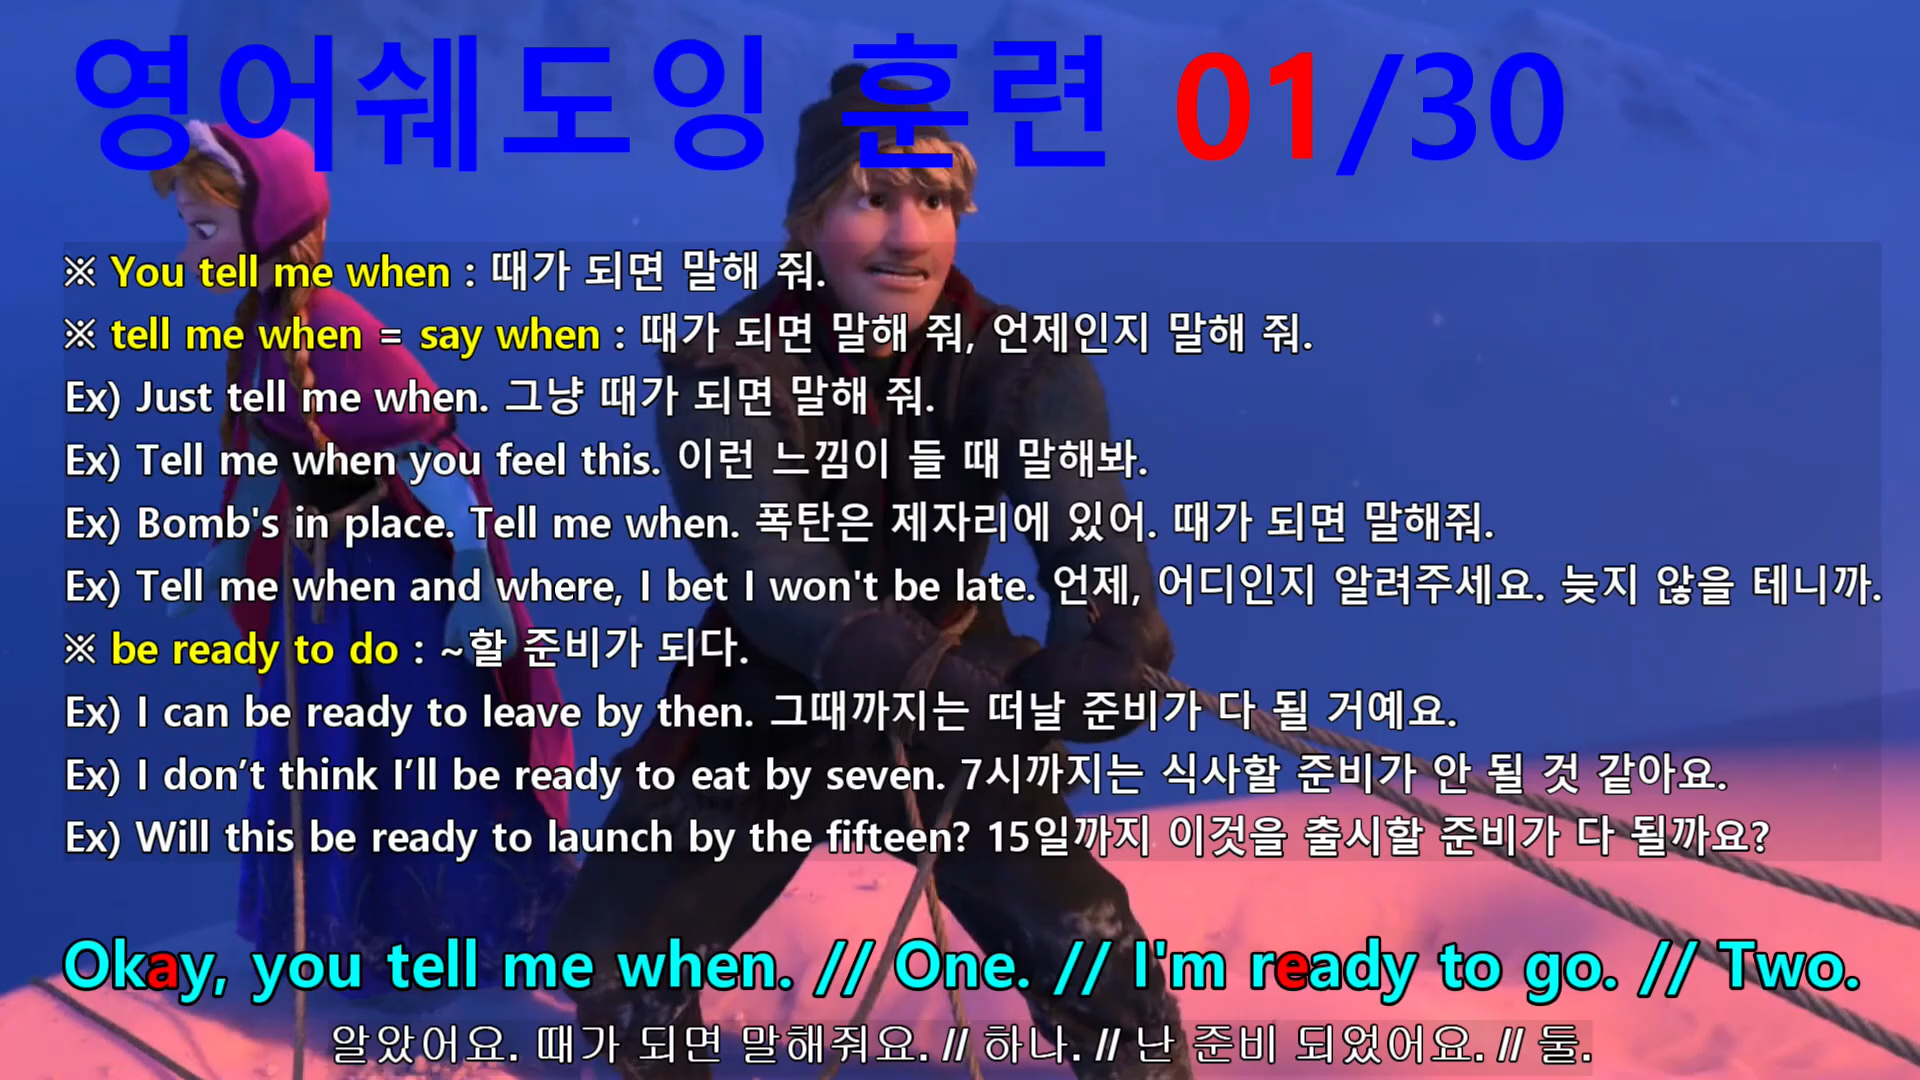 영어쉐도잉 훈련 01/30
※ You tell me when : 때가 되면 말해 줘.
※ tell me when = say when : 때가 되면 말해 줘, 언제인지 말해 줘.
Ex) Just tell me when. 그냥 때가 되면 말해 줘.
Ex) Tell me when you feel this. 이런 느낌이 들 때 말해봐.
Ex) Bomb's in place. Tell me when. 폭탄은 제자리에 있어. 때가 되면 말해줘.
Ex) Tell me when and where, I bet I won't be late. 언제, 어디인지 알려주세요. 늦지 않을 테니까.
※ be ready to do : ~할 준비가 되다.
Ex) I can be ready to leave by then. 그때까지는 떠날 준비가 다 될 거예요.
Ex) I don’t think I’ll be ready to eat by seven. 7시까지는 식사할 준비가 안 될 것 같아요.
Ex) Will this be ready to launch by the fifteen? 15일까지 이것을 출시할 준비가 다 될까요?
Okay, you tell me when. // One. // I'm ready to go. // Two.
알았어요. 때가 되면 말해줘요. // 하나. // 난 준비 되었어요. // 둘.